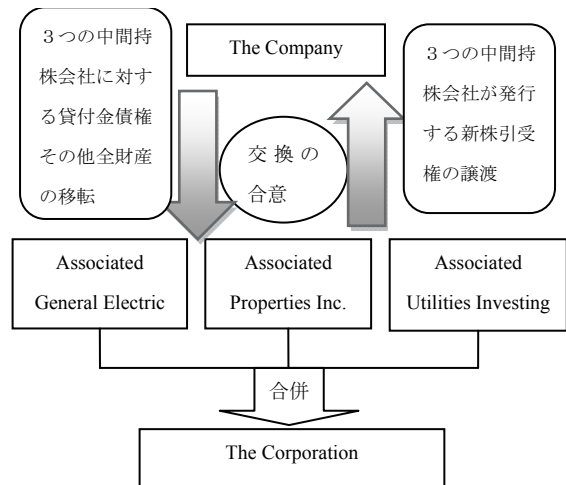 ３つの中間持
株会社に対す
る貸付金債権
その他全財産
の移転
The Company
３つの中間持
株会社が発行
する新株引受
権の譲渡
交 換 の
合意
Associated
General Electric
Associated
Properties Inc.
Associated
Utilities Investing
合併
The Corporation